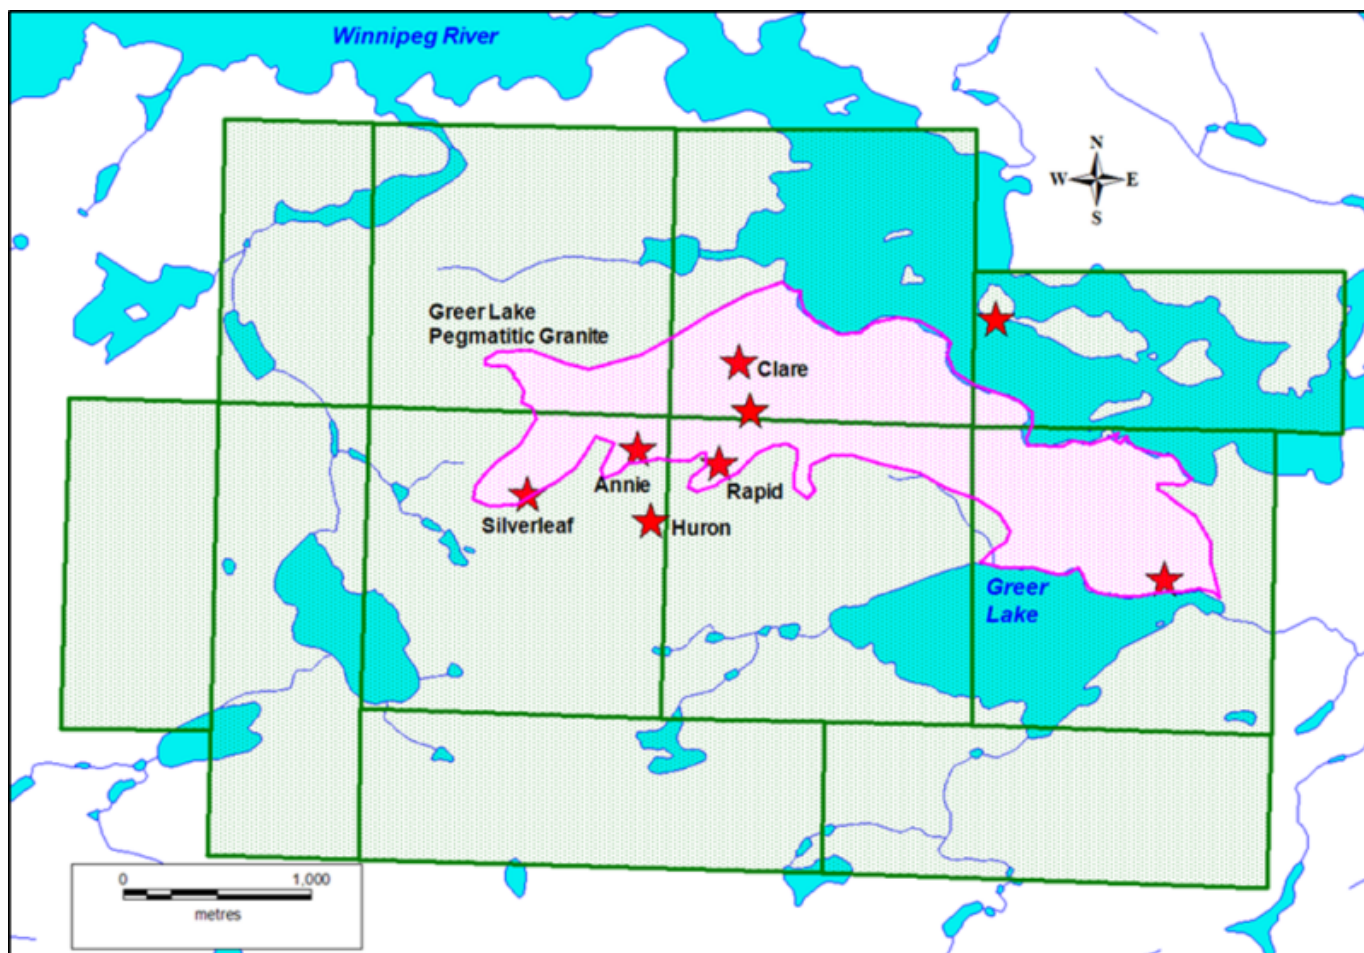 Winnipeg River
N
W E
S
Greer Lake
Pegmatitic Granite
Clare
Annie
Rapid
Silverleaf
Huron
Greer
Lake
0 1,000
metres